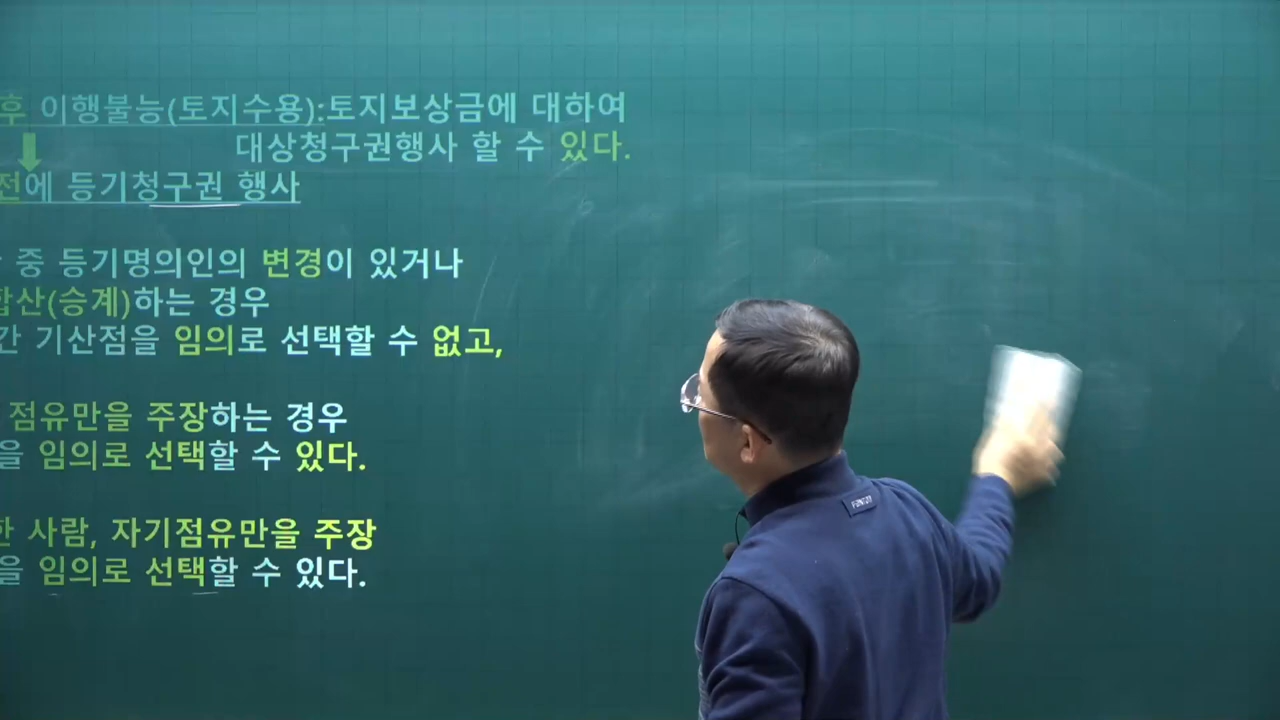 후 이행불능(토지수용):토지보상금에 대하여
대상청구권행사 할 수 있다.
전에 등기청구권 행사
중 등기명의인의 변경이 있거나
합산(승계)하는 경우
간 기산점을 임의로 선택할 수 없고,
점유만을 주장하는 경우
을 임의로 선택할 수 있다.
한 사람, 자기점유만을 주장
을 임의로 선택할 수 있다.